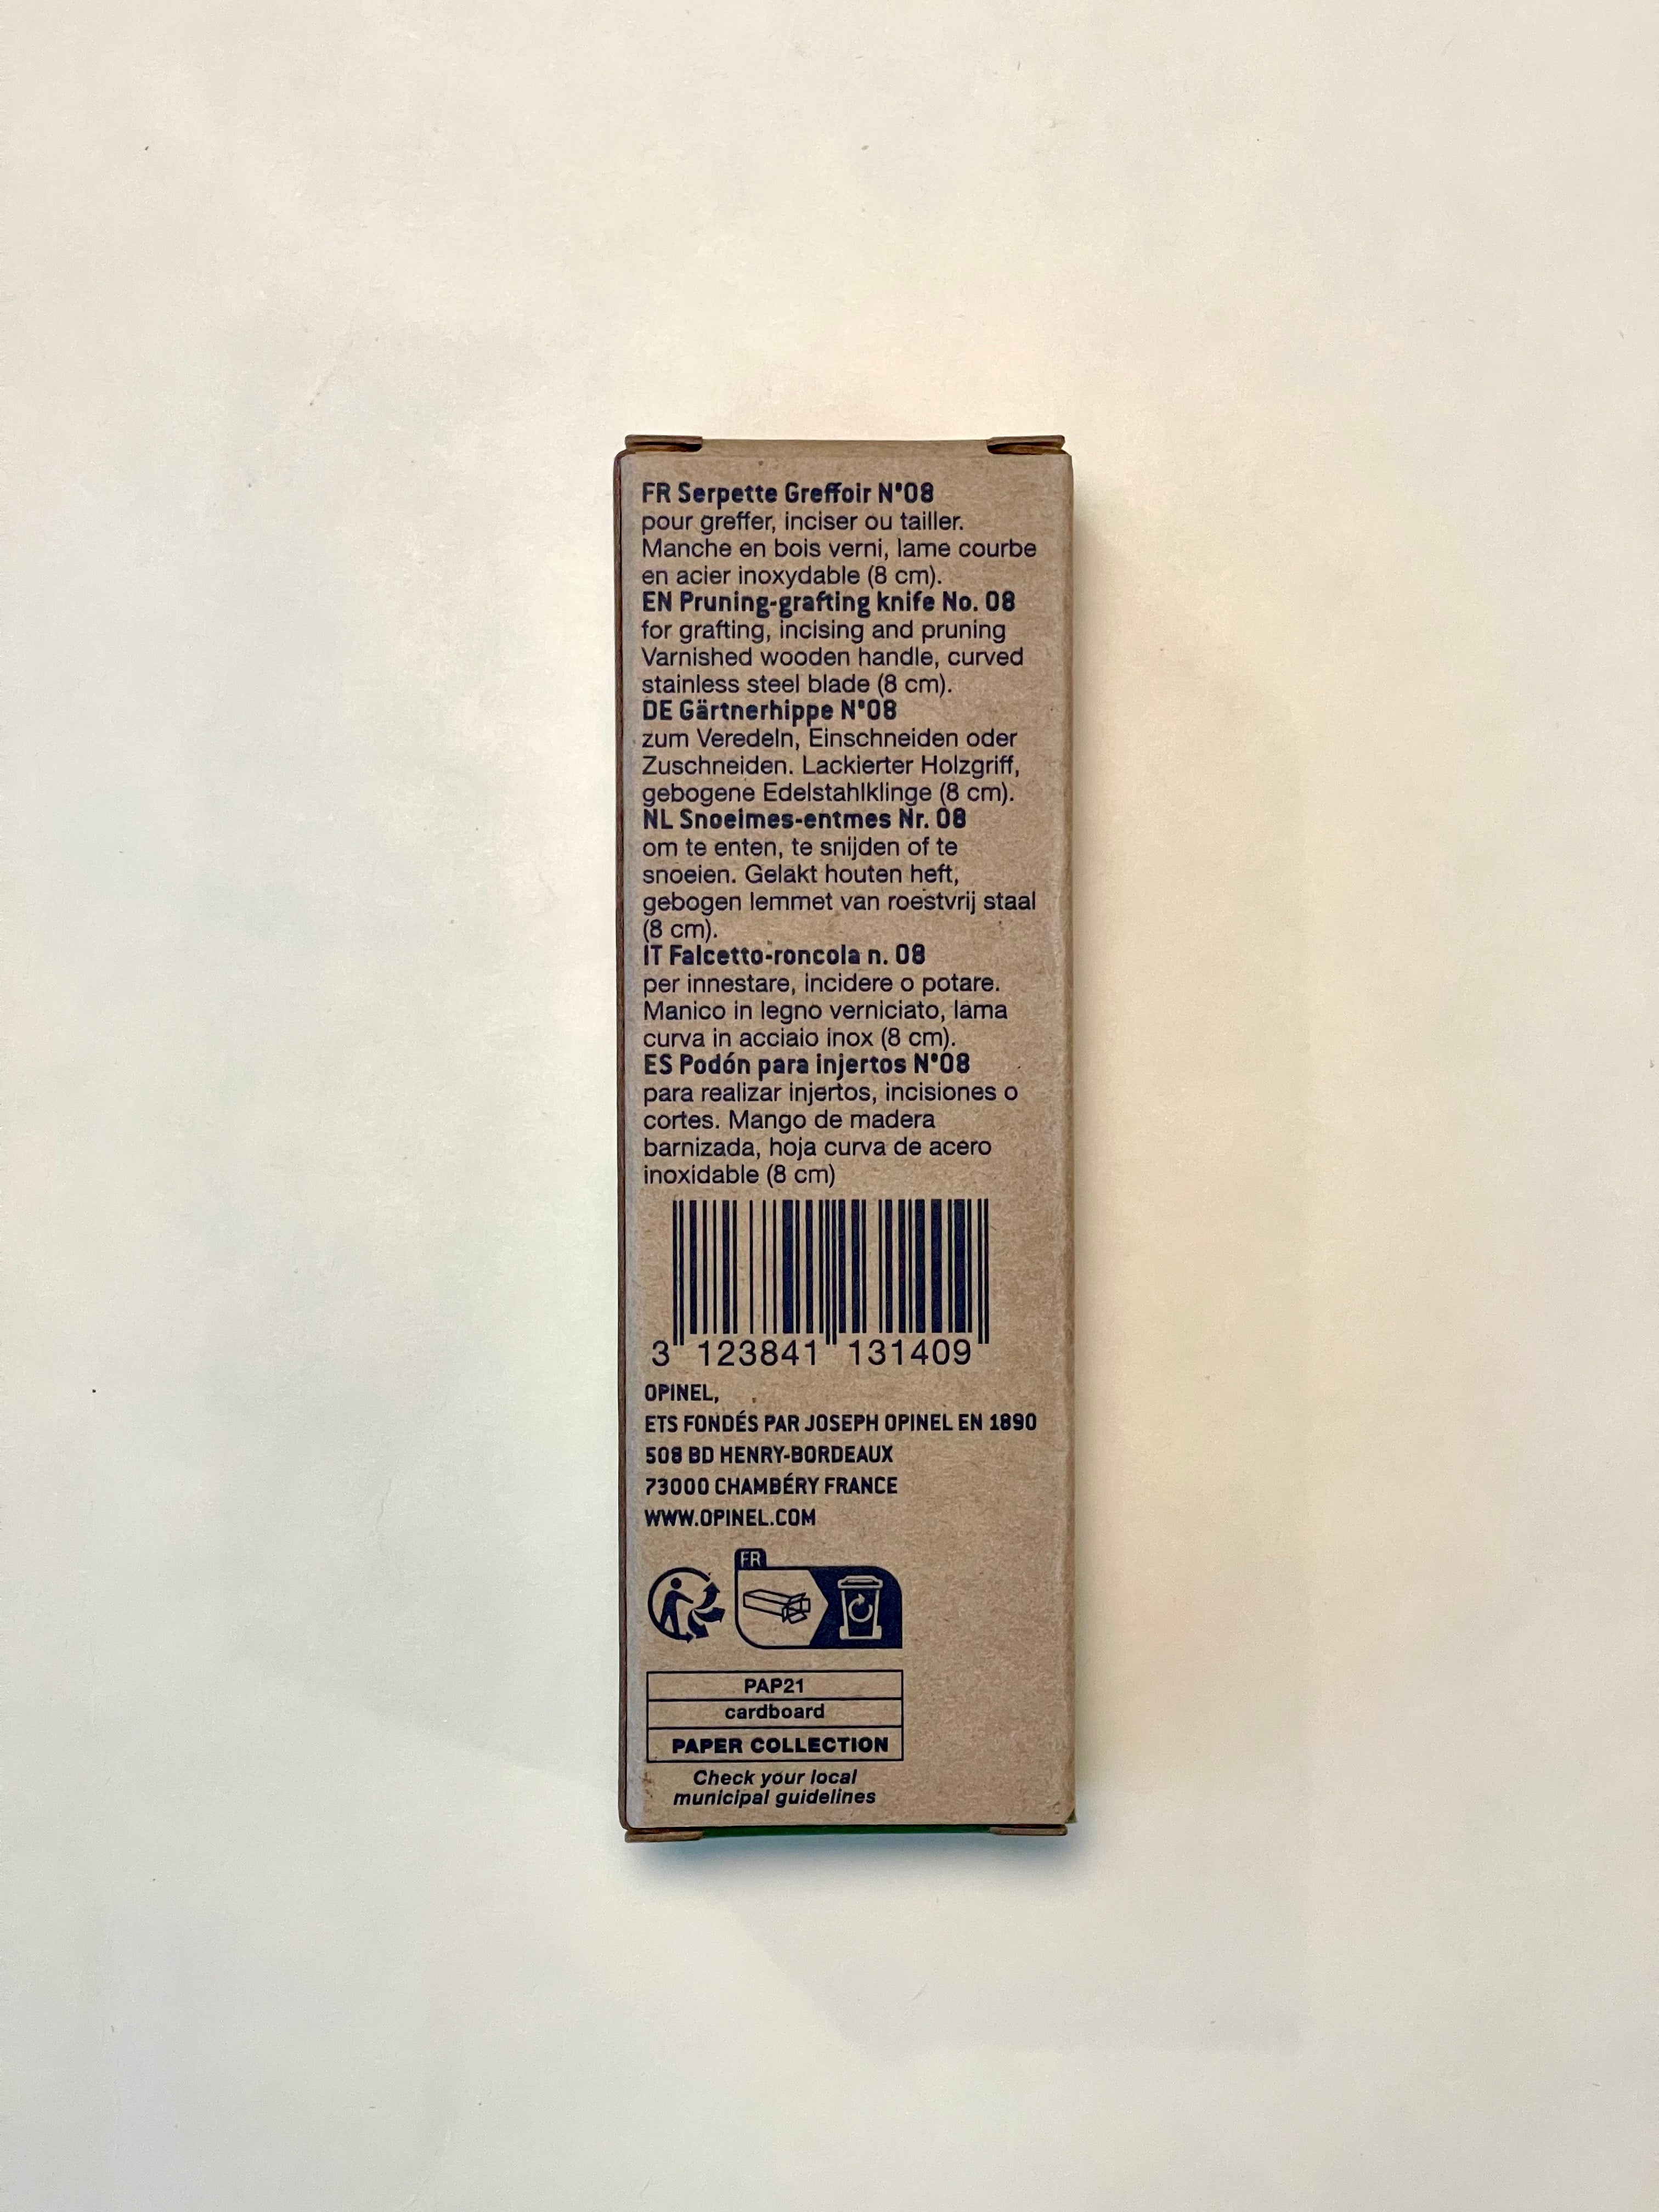 FR Serpette Greffoir N°08
pour greffer, inciser ou tailler.
Manche en bois verni, lame courbe
en acier inoxydable (8 cm).
EN Pruning-grafting knife No. 08
for grafting, incising and pruning
Varnished wooden handle, curved
stainless steel blade (8 cm).
DE Gärtnerhippe N°08
zum Veredeln, Einschneiden oder
Zuschneiden. Lackierter Holzgriff,
gebogene Edelstahlklinge (8 cm).
NL Snoeimes-entmes Nr. 08
om te enten, te snijden of te
snoeien. Gelakt houten heft,
gebogen lemmet van roestvrij staal
(8 cm).
IT Falcetto-roncola n. 08
per innestare, incidere o potare.
Manico in legno verniciato, lama
curva in acciaio inox (8 cm).
ES Podón para injertos N°08
para realizar injertos, incisiones o
cortes. Mango de madera
barnizada, hoja curva de acero
inoxidable (8 cm)
3 123841 131409
OPINEL,
ETS FONDÉS PAR JOSEPH OPINEL EN 1890
508 BD HENRY-BORDEAUX
73000 CHAMBÉRY FRANCE
WWW.OPINEL.COM
FR
PAP21
cardboard
PAPER COLLECTION
Check your local
municipal guidelines